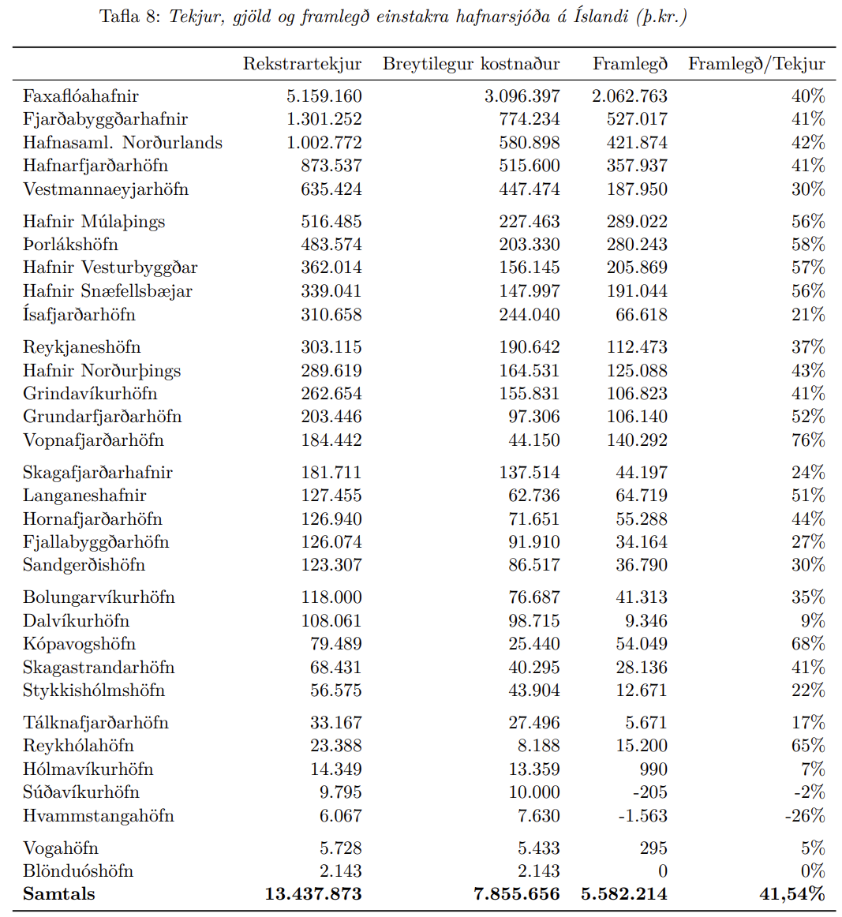 Tafla 8: Tekjur, gjöld og framlegð einstakra hafnarsjóða á Íslandi (þ.kr.)
Rekstrartekjur Breytilegur kostnaður Framlegð Framlegð/Tekjur
Faxaflóahafnir 5.159.160 3.096.397 2.062.763 40%
Fjarðabyggðarhafnir 1.301.252 774.234 527.017 41%
Hafnasaml. Norðurlands 1.002.772 580.898 421.874 42%
Hafnarfjarðarhöfn 873.537 515.600 357.937 41%
Vestmannaeyjarhöfn 635.424 447.474 187.950 30%
Hafnir Múlaþings 516.485 227.463 289.022 56%
Þorlákshöfn 483.574 203.330 280.243 58%
Hafnir Vesturbyggðar 362.014 156.145 205.869 57%
Hafnir Snæfellsbæjar 339.041 147.997 191.044 56%
Ísafjarðarhöfn 310.658 244.040 66.618 21%
Reykjaneshöfn 303.115 190.642 112.473 37%
Hafnir Norðurþings 289.619 164.531 125.088 43%
Grindavíkurhöfn 262.654 155.831 106.823 41%
Grundarfjarðarhöfn 203.446 97.306 106.140 52%
Vopnafjarðarhöfn 184.442 44.150 140.292 76%
Skagafjarðarhafnir 181.711 137.514 44.197 24%
Langaneshafnir 127.455 62.736 64.719 51%
Hornafjarðarhöfn 126.940 71.651 55.288 44%
Fjallabyggðarhöfn 126.074 91.910 34.164 27%
Sandgerðishöfn 123.307 86.517 36.790 30%
Bolungarvíkurhöfn 118.000 76.687 41.313 35%
Dalvíkurhöfn 108.061 98.715 9.346 9%
Kópavogshöfn 79.489 25.440 54.049 68%
Skagastrandarhöfn 68.431 40.295 28.136 41%
Stykkishólmshöfn 56.575 43.904 12.671 22%
Tálknafjarðarhöfn 33.167 27.496 5.671 17%
Reykhólahöfn 23.388 8.188 15.200 65%
Hólmavíkurhöfn 14.349 13.359 990 7%
Súðavíkurhöfn 9.795 10.000 -205 -2%
Hvammstangahöfn 6.067 7.630 -1.563 -26%
Vogahöfn 5.728 5.433 295 5%
Blönduóshöfn 2.143 2.143 0 0%
Samtals 13.437.873 7.855.656 5.582.214 41,54%